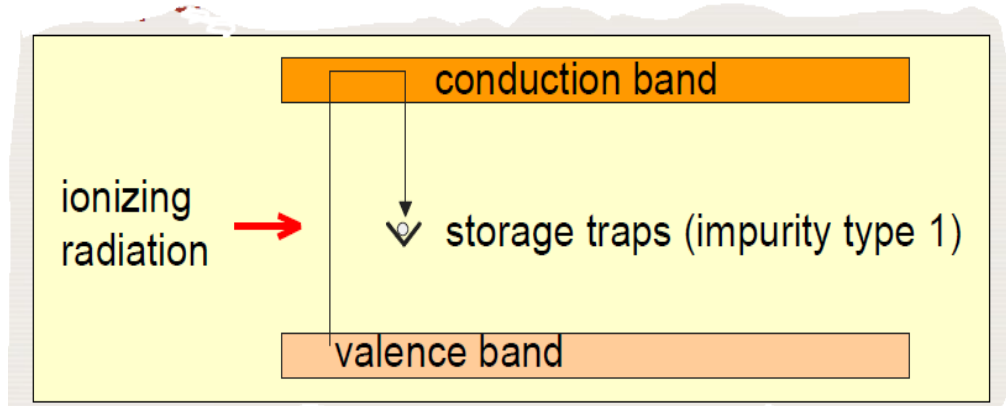 conduction band
ionizing
radiation
storage traps (impurity type 1)
valence band